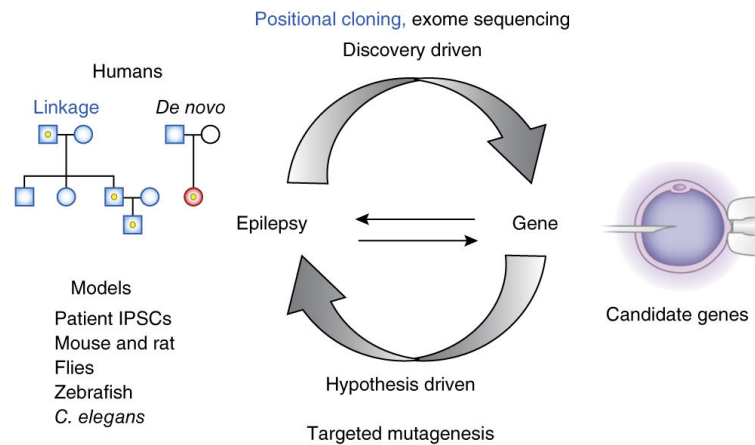 Positional cloning, exome sequencing
Discovery driven
Humans
Linkage
De novo
Epilepsy
Gene
Models
Patient IPSCs
Mouse and rat
Flies
Zebrafish
C. elegans
Candidate genes
Hypothesis driven
Targeted mutagenesis